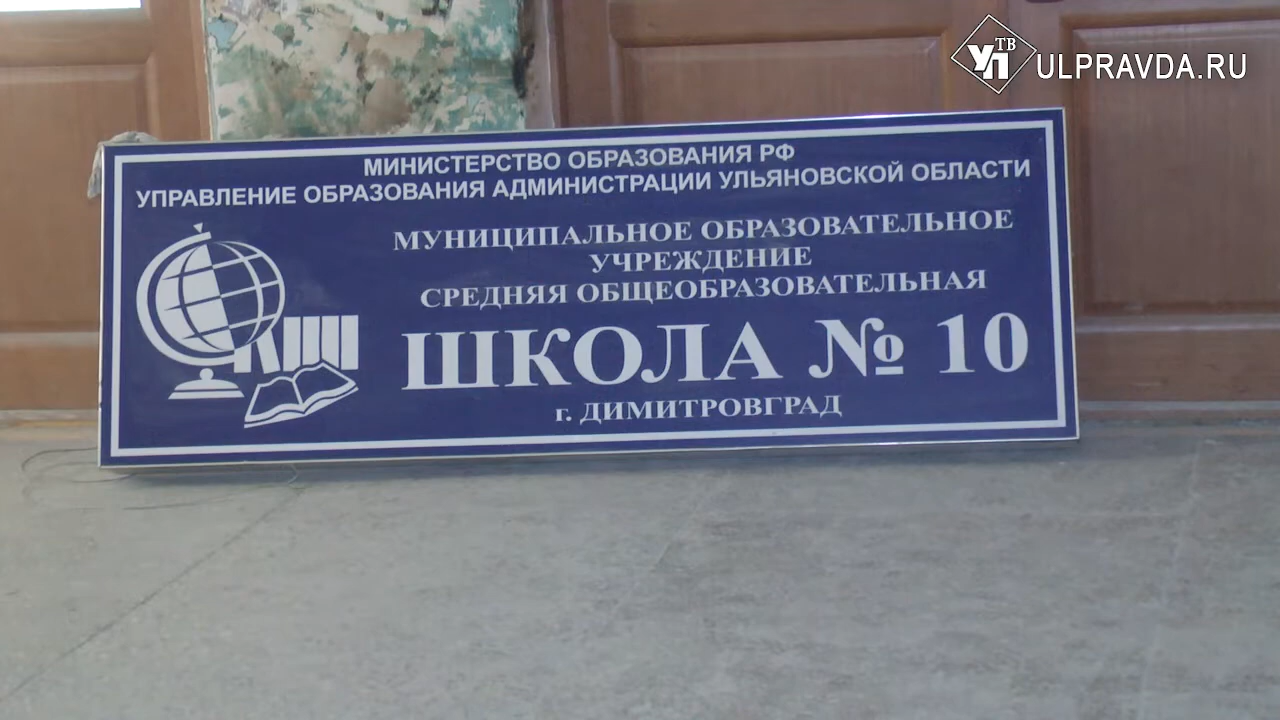 УП ТВ ULPRAVDA.RU
МИНИСТЕРСТВО ОБРАЗОВАНИЯ РФ
УПРАВЛЕНИЕ ОБРАЗОВАНИЯ АДМИНИСТРАЦИИ УЛЬЯНОВСКОЙ ОБЛАСТИ
МУНИЦИПАЛЬНОЕ ОБРАЗОВАТЕЛЬНОЕ
УЧРЕЖДЕНИЕ
СРЕДНЯЯ ОБЩЕОБРАЗОВАТЕЛЬНАЯ
ШКОЛА № 10
г. ДИМИТРОВГРАД